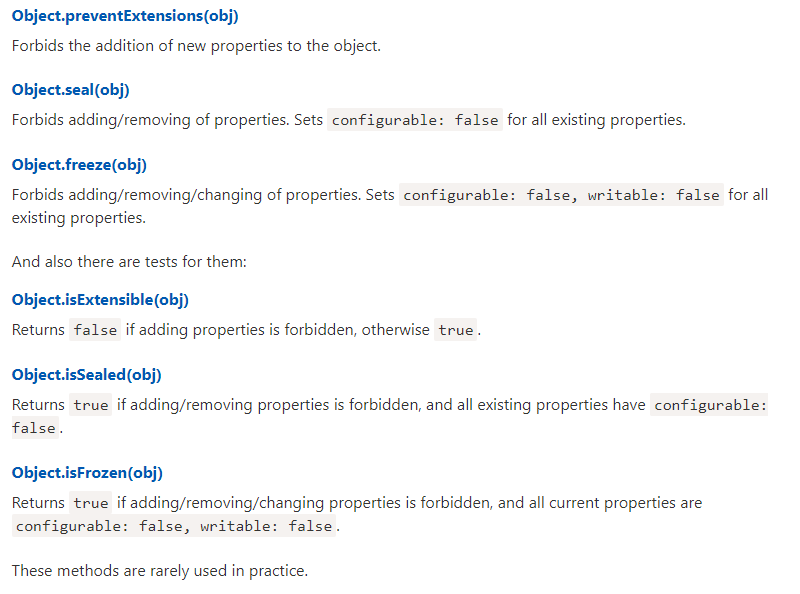 Object.preventExtensions(obj)
Forbids the addition of new properties to the object.
Object.seal(obj)
Forbids adding/removing of properties. Sets configurable: false for all existing properties.
Object.freeze(obj)
Forbids adding/removing/changing of properties. Sets configurable: false, writable: false for all
existing properties.
And also there are tests for them:
Object.isExtensible(obj)
Returns false if adding properties is forbidden, otherwise true.
Object.isSealed(obj)
Returns true if adding/removing properties is forbidden, and all existing properties have configurable:
false.
Object.isFrozen(obj)
Returns true if adding/removing/changing properties is forbidden, and all current properties are
configurable: false, writable: false.
These methods are rarely used in practice.